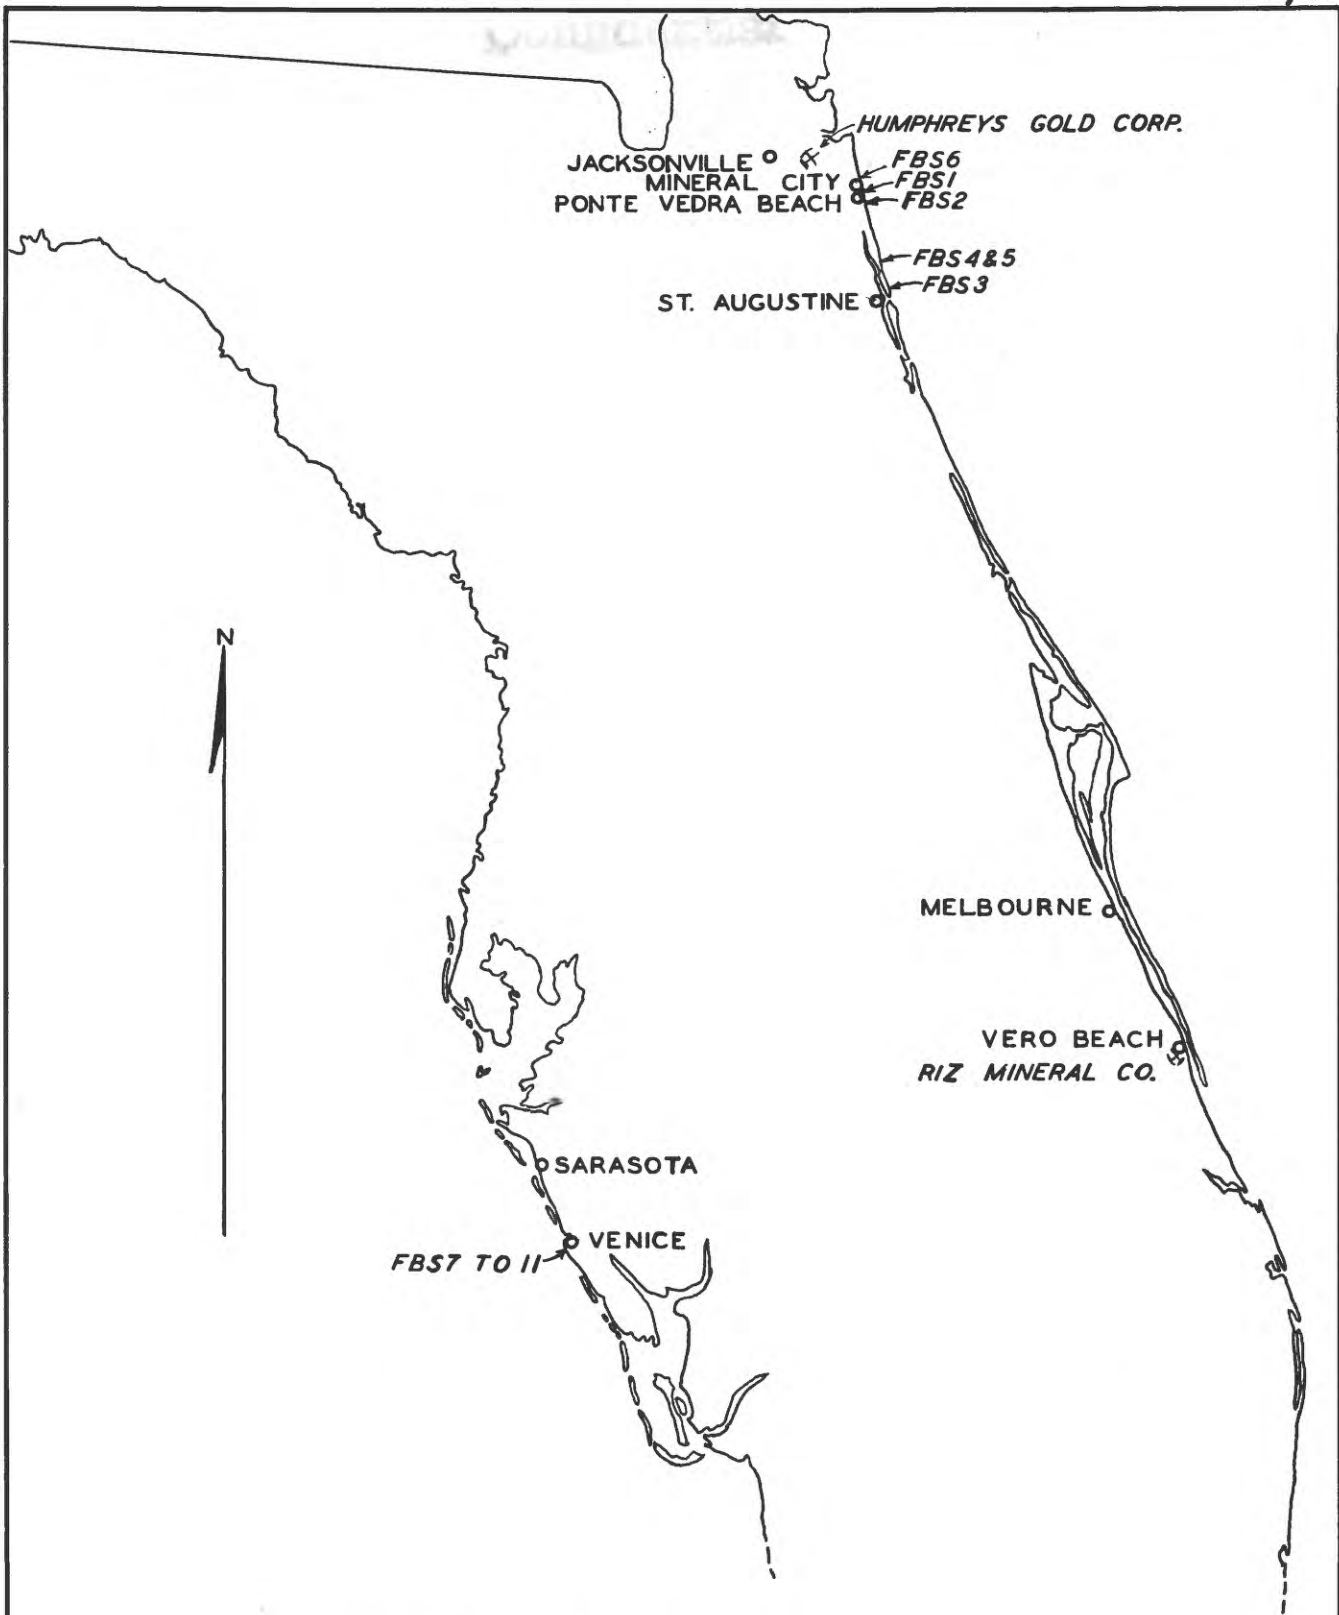 HUMPHREYS GOLD CORP.
JACKSONVILLE
FBS6
MINERAL CITY
FBS1
PONTE VEDRA BEACH
FBS2
FBS4&5
FBS3
ST. AUGUSTINE
N
MELBOURNE
VERO BEACH
RIZ MINERAL CO.
SARASOTA
VENICE
FBS7 TO 11